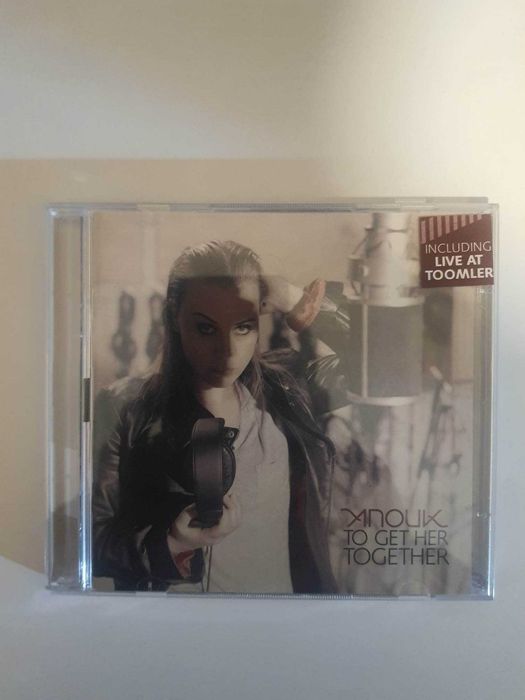 INCLUDING
LIVE AT
TOOMLER
ANOUK
TO GET HER
TOGETHER